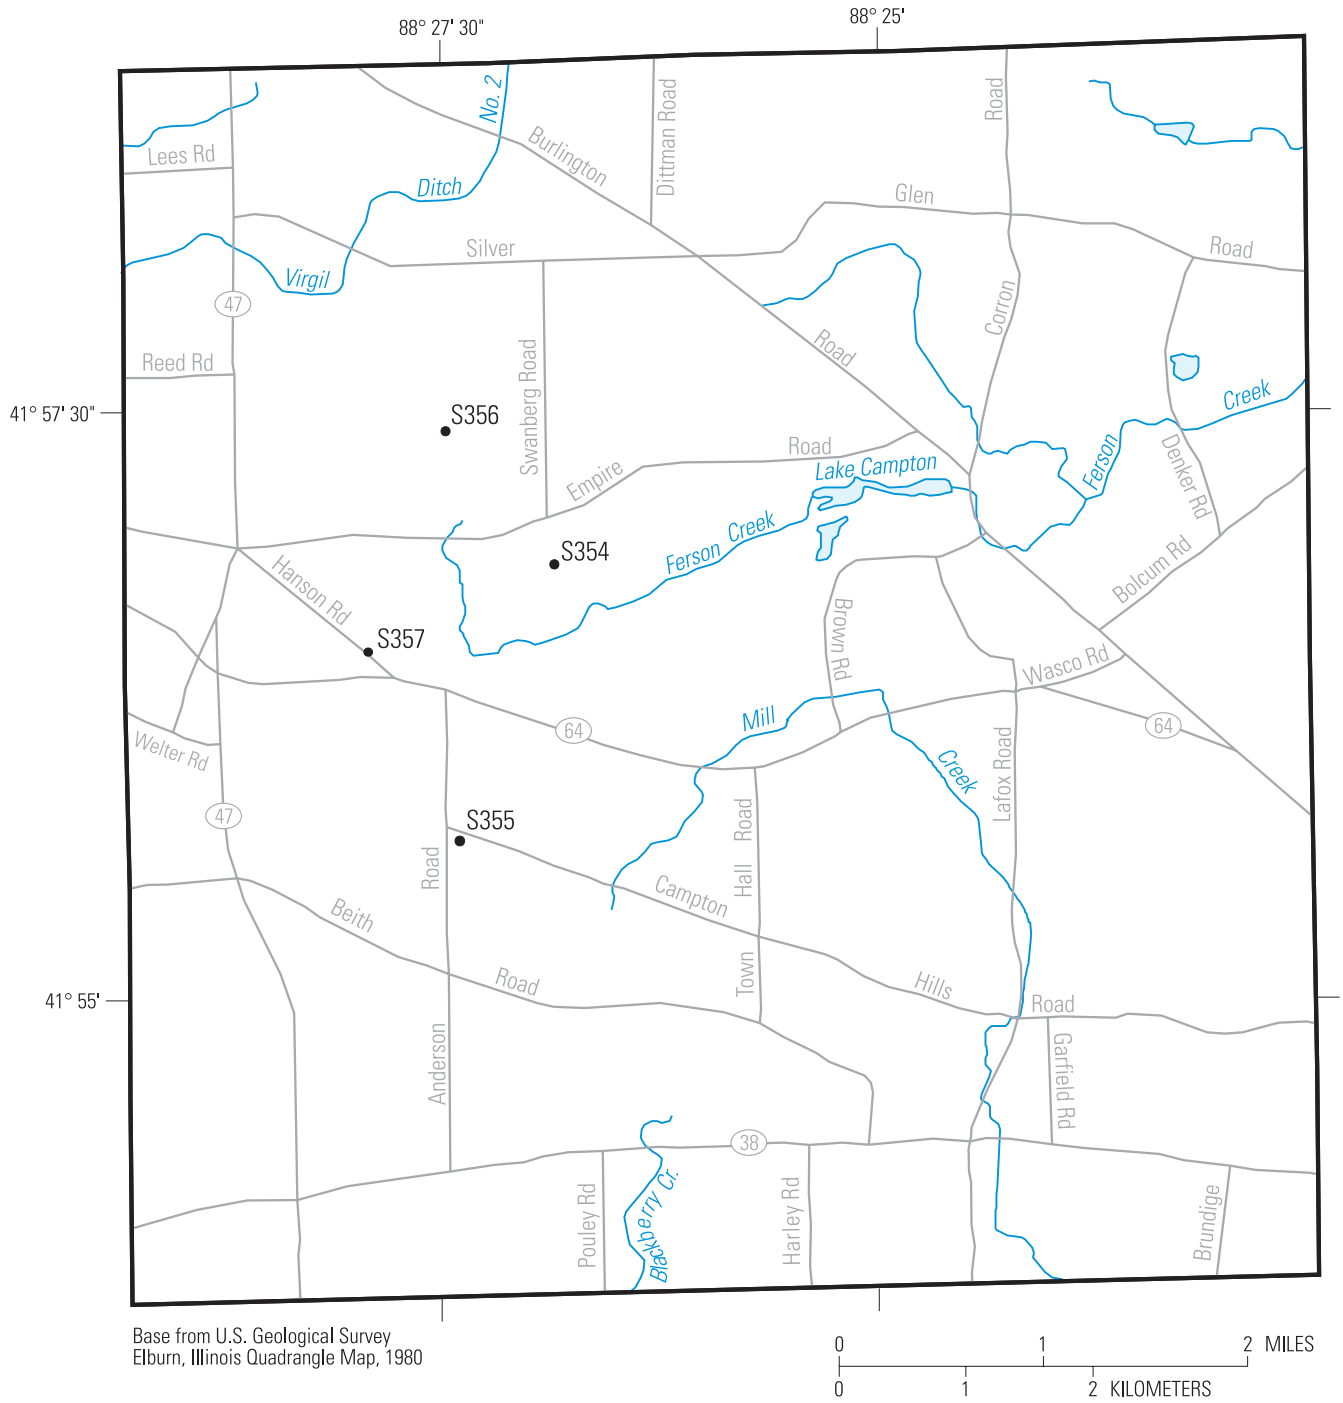 88° 27' 30"
88° 25'
No. 2
Dittman Road
Road
Burlington
Lees Rd
Ditch
Glen
Silver
Road
Virgil
47
Corron
Road
Reed Rd
Swanberg Road
Creek
41° 57' 30"
S356
Road
Denker Rd
Ferson
Lake Campton
Empire
Ferson Creek
S354
Bolcum Rd
Hanson Rd
Brown Rd
S357
Wasco Rd
Mill
64
64
Welter Rd
Creek
Lafox Road
47
S355
Road
Town Hall Road
Campton
Beith
Road
Hills
Road
41° 55'
Anderson
Garfield Rd
38
Pouley Rd
Blackberry Cr.
Harley Rd
Brundige
Base from U.S. Geological Survey
Elburn, Illinois Quadrangle Map, 1980
0 1 2 MILES
0 1 2 KILOMETERS